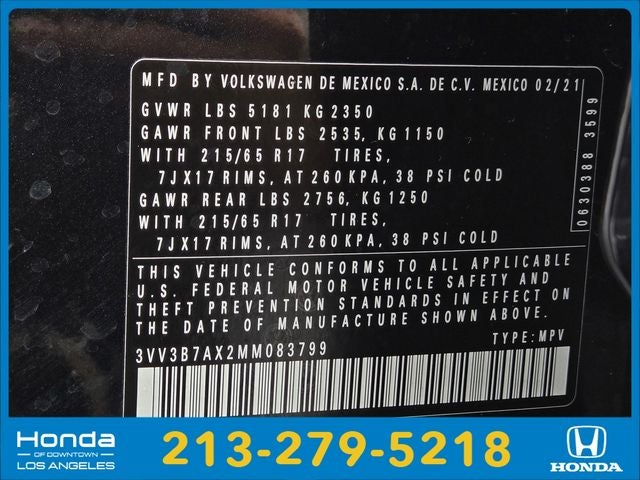 MFD BY VOLKSWAGEN DE MEXICO S.A. DE C.V. MEXICO 02/21
GVWR LBS 5181 KG 2350
GAWR FRONT LBS 2535, KG 1150
WITH 215/65 R17 TIRES,
7JX17 RIMS, AT 260 KPA, 38 PSI COLD
GAWR REAR LBS 2756, KG 1250
WITH 215/65 R17 TIRES,
7JX17 RIMS, AT 260 KPA, 38 PSI COLD
0630388 3599
THIS VEHICLE CONFORMS TO ALL APPLICABLE
U.S. FEDERAL MOTOR VEHICLE SAFETY AND
THEFT PREVENTION STANDARDS IN EFFECT ON
THE DATE OF MANUFACTURE SHOWN ABOVE.
3VV3B7AX2MM083799 TYPE: MPV
Honda
OF DOWNTOWN
LOS ANGELES
213-279-5218
HONDA